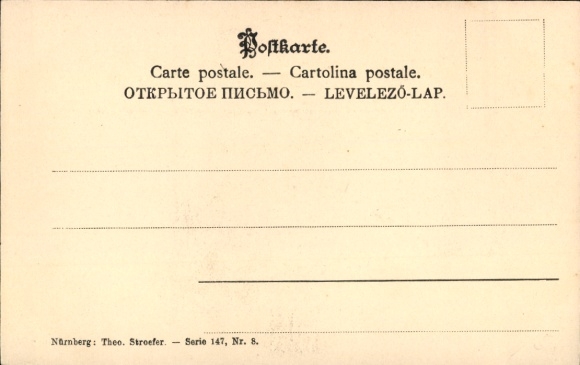 Postkarte.
Carte postale. — Cartolina postale.
ОТКРЫТОЕ ПИСЬМО. — LEVELEZŐ-LAP.
Nürnberg: Theo. Stroefer. — Serie 147, Nr. 8.